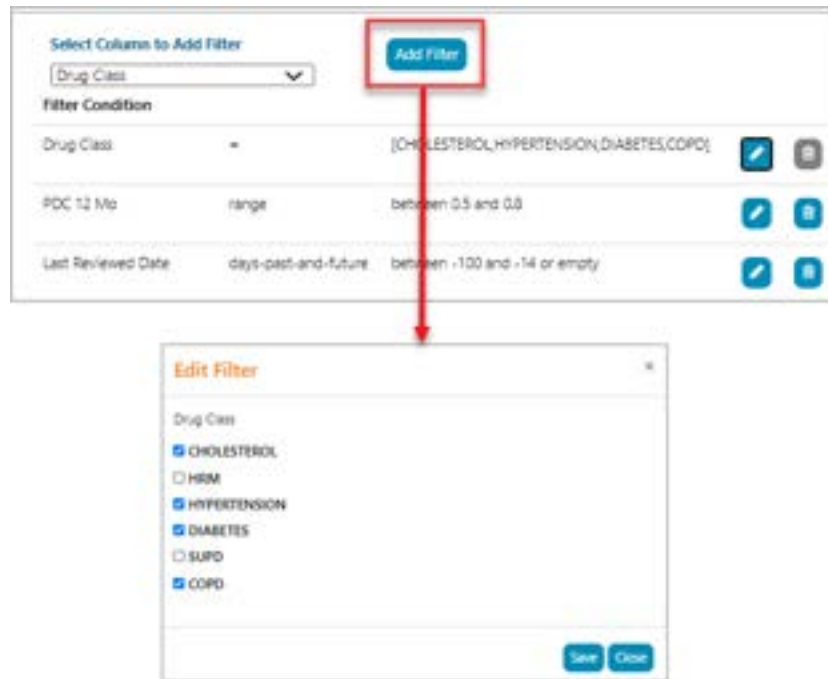 Select Column to Add Filter
Add Filter
Drug Class
Filter Condition
Drug Class = [CHOLESTEROL,HYPERTENSION,DIABETES,COPD]
PDC 12 Mo range between 0.5 and 0.8
Last Reviewed Date days-past-and-future between -100 and -14 or empty
Edit Filter ×
Drug Class
CHOLESTEROL
HRM
HYPERTENSION
DIABETES
SUPD
COPD
Save Close